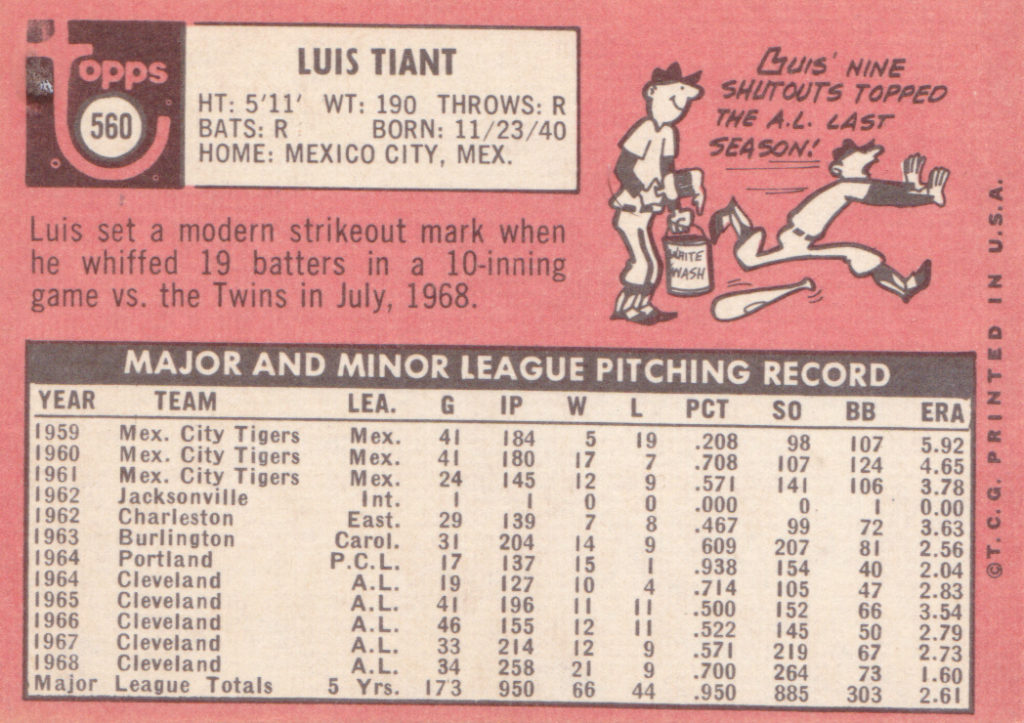 topps
560
LUIS TIANT
HT: 5'11' WT: 190 THROWS: R
BATS: R BORN: 11/23/40
HOME: MEXICO CITY, MEX.
Luis set a modern strikeout mark when
he whiffed 19 batters in a 10-inning
game vs. the Twins in July, 1968.
LUIS' NINE
SHUTOUTS TOPPED
THE A.L. LAST
SEASON!
WHITE
WASH
MAJOR AND MINOR LEAGUE PITCHING RECORD
YEAR TEAM LEA. G IP W L PCT SO BB ERA
1959 Mex. City Tigers Mex. 41 184 5 19 .208 98 107 5.92
1960 Mex. City Tigers Mex. 41 180 17 7 .708 107 124 4.65
1961 Mex. City Tigers Mex. 24 145 12 9 .571 141 106 3.78
1962 Jacksonville Int. 1 1 0 0 .000 0 1 0.00
1962 Charleston East. 29 139 7 8 .467 99 72 3.63
1963 Burlington Carol. 31 204 14 9 609 207 81 2.56
1964 Portland P.C.L. 17 137 15 1 .938 154 40 2.04
1964 Cleveland A.L. 19 127 10 4 .714 105 47 2.83
1965 Cleveland A.L. 41 196 11 11 .500 152 66 3.54
1966 Cleveland A.L. 46 155 12 11 .522 145 50 2.79
1967 Cleveland A.L. 33 214 12 9 .571 219 67 2.73
1968 Cleveland A.L. 34 258 21 9 .700 264 73 1.60
Major League Totals 5 Yrs. 173 950 66 44 .950 885 303 2.61
©T. C. G. PRINTED IN U.S.A.